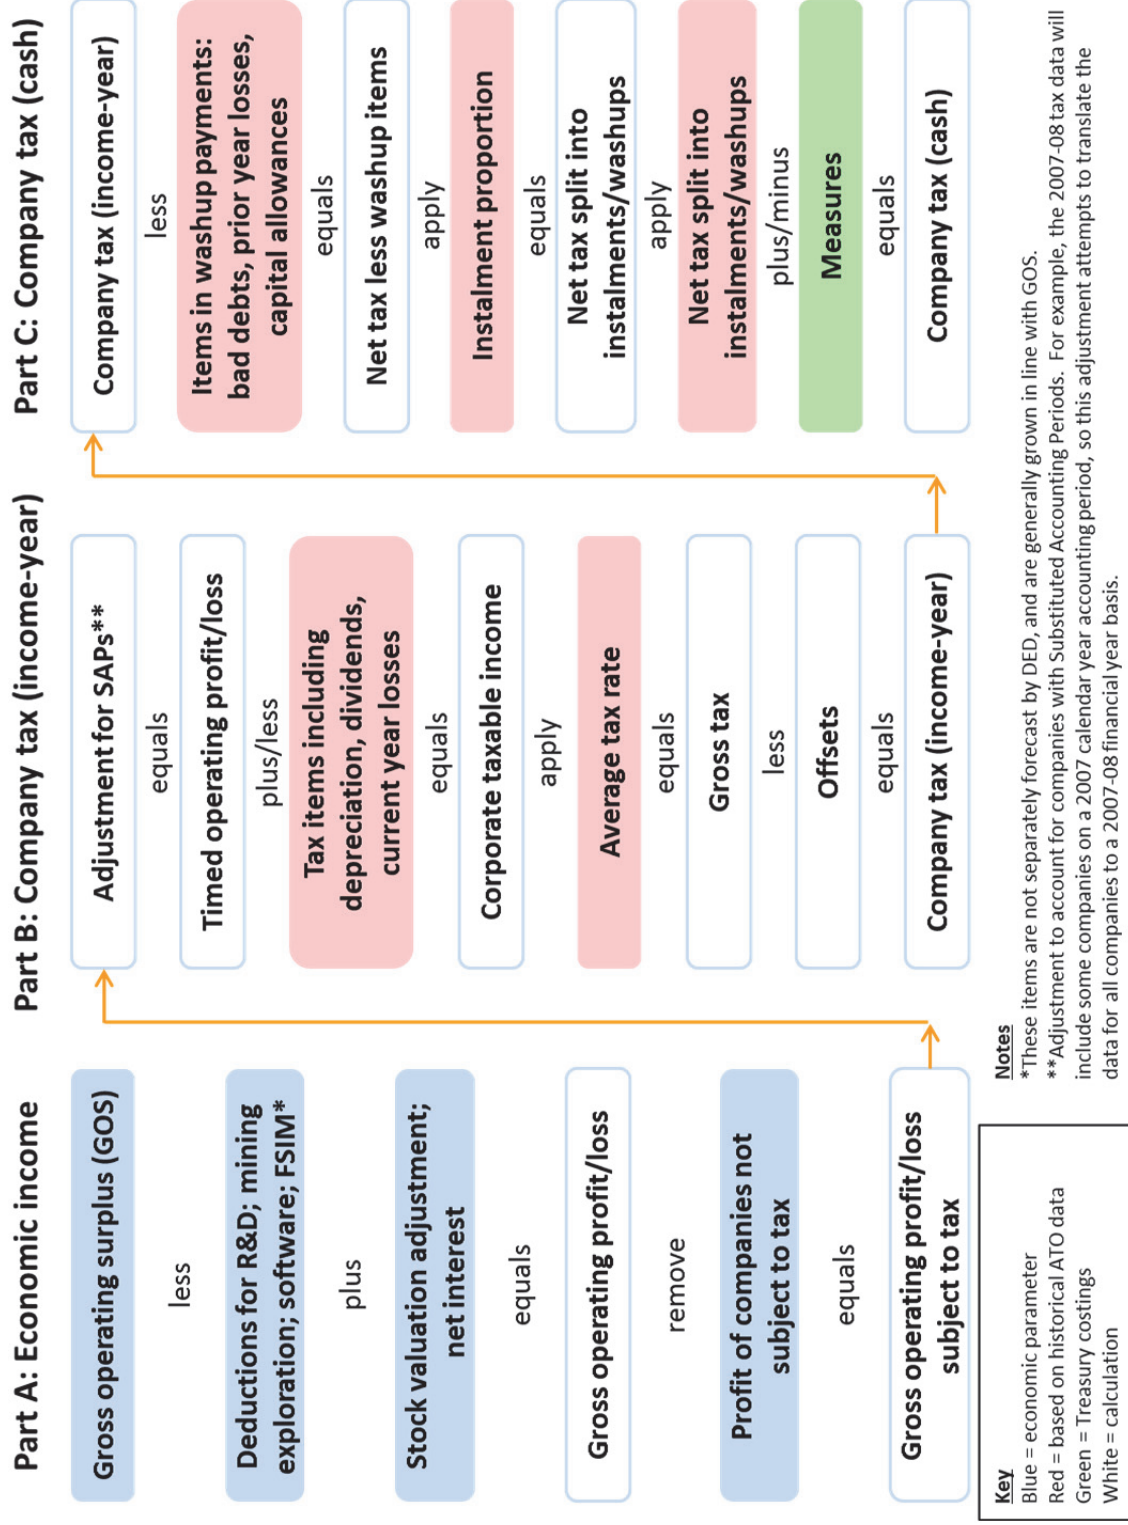 Part A: Economic income
Gross operating surplus (GOS)
less
Deductions for R&D; mining
exploration; software; FSIM*
plus
Stock valuation adjustment;
net interest
equals
Gross operating profit/loss
remove
Profit of companies not
subject to tax
equals
Gross operating profit/loss
subject to tax
Part B: Company tax (income-year)
Adjustment for SAPs**
equals
Timed operating profit/loss
plus/less
Tax items including
depreciation, dividends,
current year losses
equals
Corporate taxable income
apply
Average tax rate
equals
Gross tax
less
Offsets
equals
Company tax (income-year)
Part C: Company tax (cash)
Company tax (income-year)
less
Items in washup payments:
bad debts, prior year losses,
capital allowances
equals
Net tax less washup items
apply
Instalment proportion
equals
Net tax split into
instalments/washups
apply
Net tax split into
instalments/washups
plus/minus
Measures
equals
Company tax (cash)
Key
Blue = economic parameter
Red = based on historical ATO data
Green = Treasury costings
White = calculation
Notes
*These items are not separately forecast by DED, and are generally grown in line with GOS.
**Adjustment to account for companies with Substituted Accounting Periods. For example, the 2007-08 tax data will
include some companies on a 2007 calendar year accounting period, so this adjustment attempts to translate the
data for all companies to a 2007-08 financial year basis.